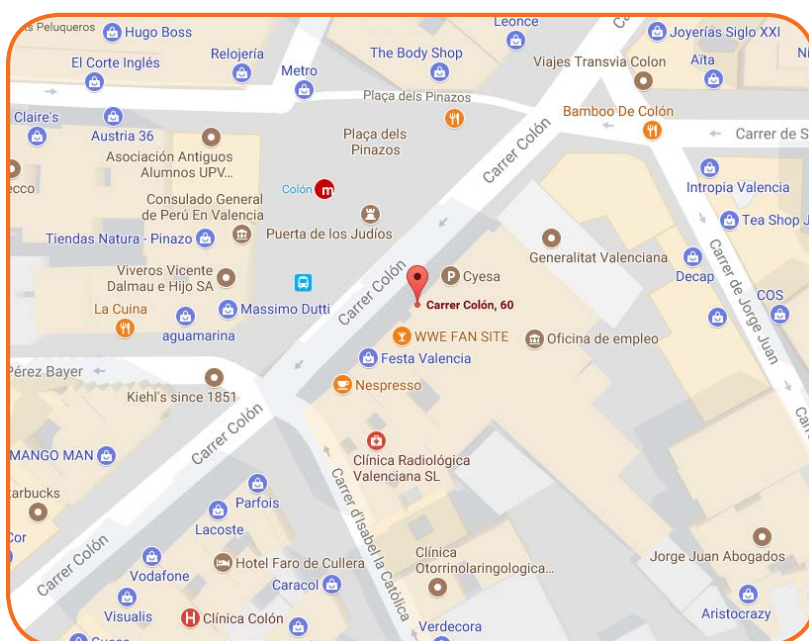 Peluqueros
Hugo Boss
Leonce
Joyerías Siglo XXI
El Corte Inglés
Relojería
The Body Shop
Viajes Transvia Colon
Aïta
Metro
Claire's
Austria 36
Plaça dels Pinazos
Bamboo De Colón
Plaça dels
Pinazos
Carrer de S
Asociación Antiguos
Alumnos UPV...
Carrer Colón
ecco
Colón
m
Consulado General
de Perú En Valencia
Intropia Valencia
Tea Shop J
Puerta de los Judíos
Tiendas Natura - Pinazo
Generalitat Valenciana
Viveros Vicente
Dalmau e Hijo SA
Carrer Colón
P
Cyesa
Decap
COS
Carrer de Jorge Juan
La Cuina
Massimo Dutti
Carrer Colón, 60
aguamarina
WWE FAN SITE
Oficina de empleo
Festa Valencia
Pérez Bayer
Kiehl's since 1851
Nespresso
Carrer Colón
MANGO MAN
Clínica Radiológica
Valenciana SL
Carrer d'Isabel la Catòlica
arbucks
Parfois
Lacoste
Cor
Hotel Faro de Cullera
Clínica
Otorrinolaringologica...
Jorge Juan Abogados
Carrer Colón
Vodafone
Caracol
Visualis
H
Clínica Colón
Verdecora
Aristocrazy